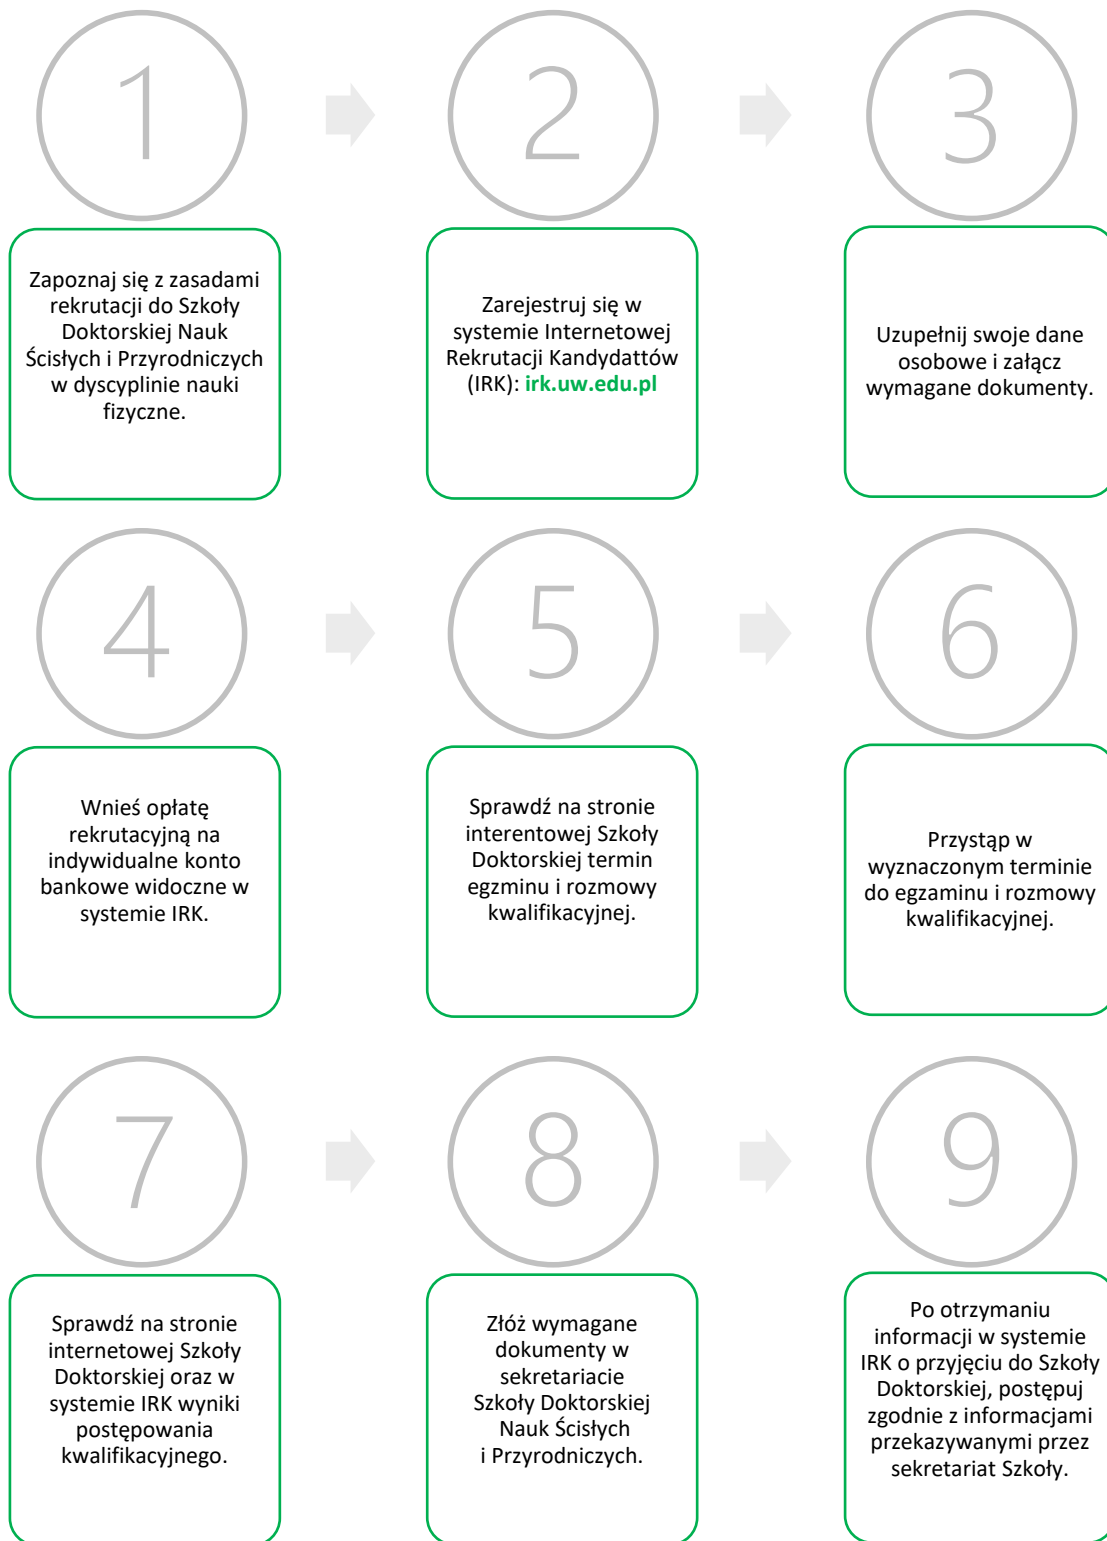 1
2
3
Zapoznaj się z zasadami
rekrutacji do Szkoły
Doktorskiej Nauk
Ścisłych i Przyrodniczych
w dyscyplinie nauki
fizyczne.
Zarejestruj się w
systemie Internetowej
Rekrutacji Kandydattów
(IRK): irk.uw.edu.pl
Uzupełnij swoje dane
osobowe i załącz
wymagane dokumenty.
4
5
6
Wnieś opłatę
rekrutacyjną na
indywidualne konto
bankowe widoczne w
systemie IRK.
Sprawdź na stronie
interentowej Szkoły
Doktorskiej termin
egzminu i rozmowy
kwalifikacyjnej.
Przystąp w
wyznaczonym terminie
do egzaminu i rozmowy
kwalifikacyjnej.
7
8
9
Sprawdź na stronie
internetowej Szkoły
Doktorskiej oraz w
systemie IRK wyniki
postępowania
kwalifikacyjnego.
Złóż wymagane
dokumenty w
sekretariacie
Szkoły Doktorskiej
Nauk Ścisłych
i Przyrodniczych.
Po otrzymaniu
informacji w systemie
IRK o przyjęciu do Szkoły
Doktorskiej, postępuj
zgodnie z informacjami
przekazywanymi przez
sekretariat Szkoły.